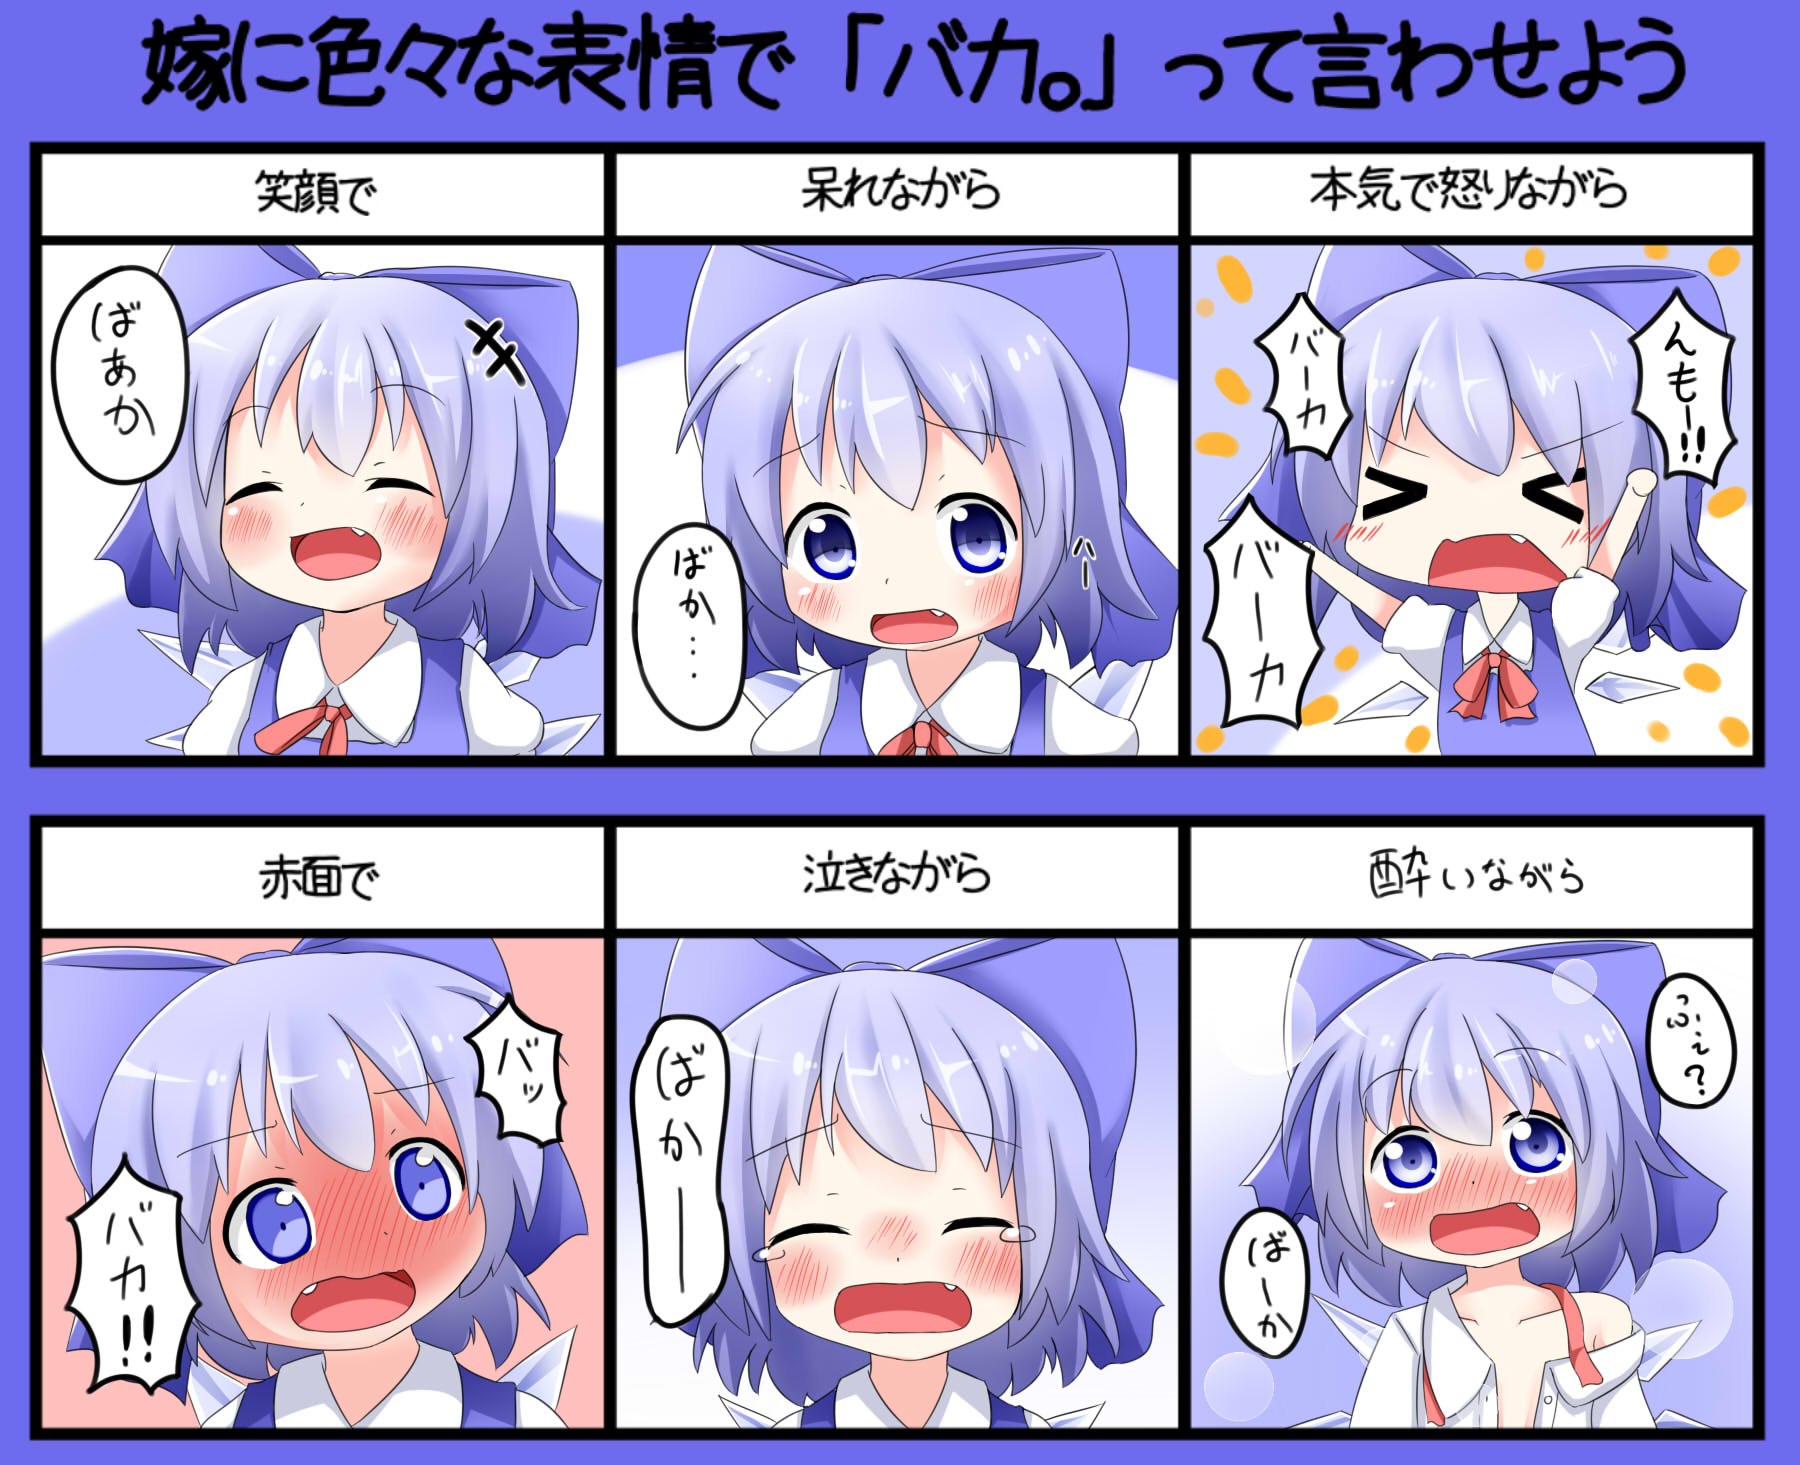 嫁に色々な表情で「バカ。」って言わせよう
笑顔で
ばぁか
呆れながら
ばか…
ハー
本気で怒りながら
んもー!!
バーカ
バーカ
赤面で
バッ
バカ!!
泣きながら
ばかー
酔いながら
ふぇ?
ばーか